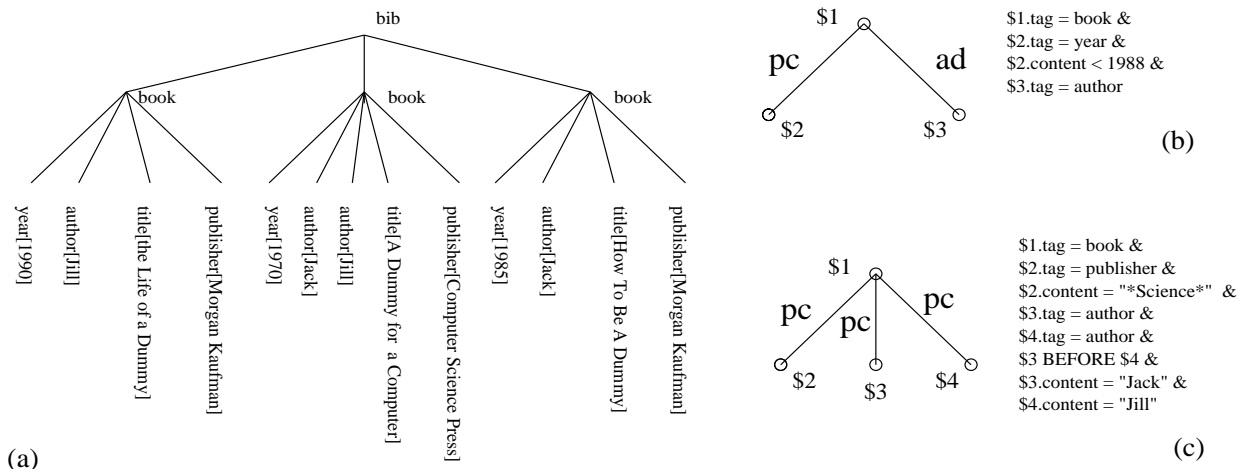 bib
book
book
book
year[1990]
author[Jill]
title[the Life of a Dummy]
publisher[Morgan Kaufman]
year[1970]
author[Jack]
author[Jill]
title[A Dummy for a Computer]
publisher[Computer Science Press]
year[1985]
author[Jack]
title[How To Be A Dummy]
publisher[Morgan Kaufman]
(a)
$1
pc
ad
$2
$3
$1.tag = book &
$2.tag = year &
$2.content < 1988 &
$3.tag = author
(b)
$1
pc
pc
pc
$2
$3
$4
$1.tag = book &
$2.tag = publisher &
$2.content = "*Science*" &
$3.tag = author &
$4.tag = author &
$3 BEFORE $4 &
$3.content = "Jack" &
$4.content = "Jill"
(c)